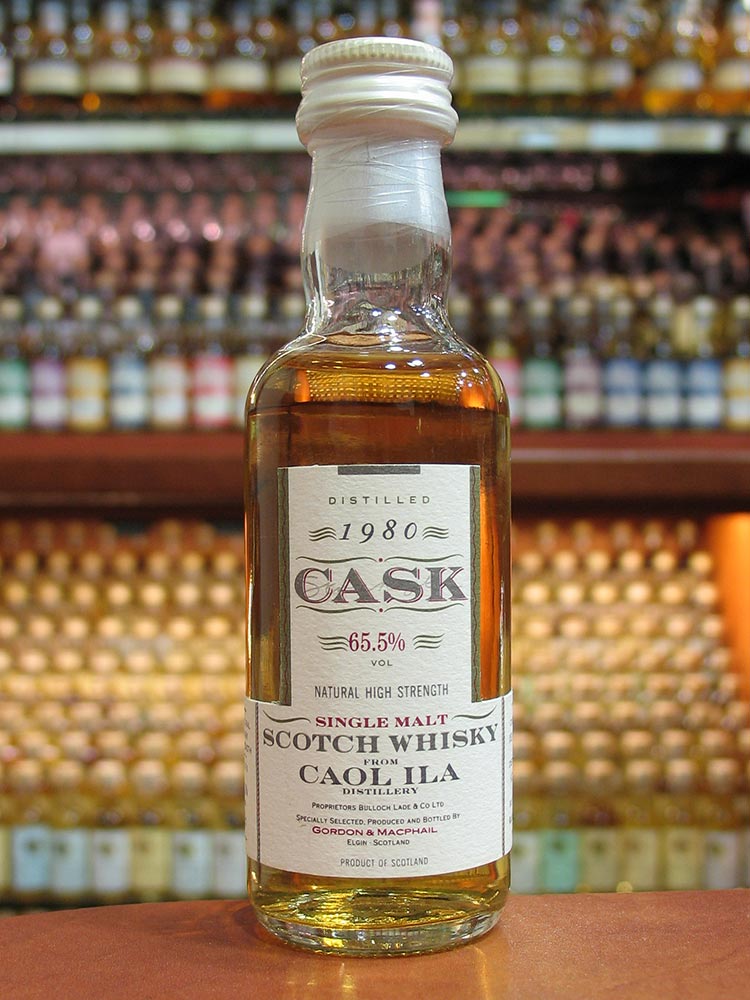 DISTILLED
1980
CASK
65.5%
VOL
NATURAL HIGH STRENGTH
SINGLE MALT
SCOTCH WHISKY
FROM
CAOL ILA
DISTILLERY
PROPRIETORS BULLOCH LADE & CO LTD
SPECIALLY SELECTED, PRODUCED AND BOTTLED BY
GORDON & MACPHAIL
ELGIN · SCOTLAND
PRODUCT OF SCOTLAND